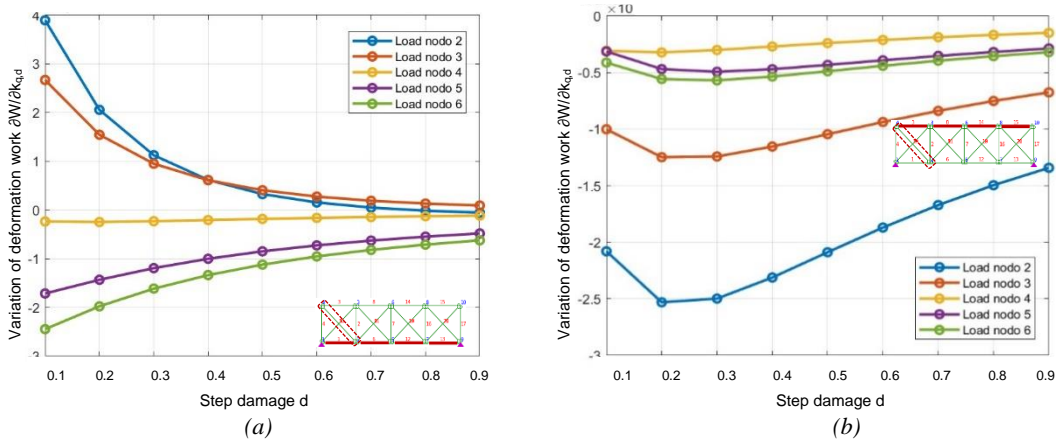 4
3
2
1
0
-1
-2
-3
0.1 0.2 0.3 0.4 0.5 0.6 0.7 0.8 0.9
Variation of deformation work ∂W/∂k_{q,d}
Step damage d
Load nodo 2
Load nodo 3
Load nodo 4
Load nodo 5
Load nodo 6
(a)
×10
0
-0.5
-10
-1.5
-2
-2.5
-3
0.1 0.2 0.3 0.4 0.5 0.6 0.7 0.8 0.9
Variation of deformation work ∂W/∂k_{q,d}
Step damage d
Load nodo 2
Load nodo 3
Load nodo 4
Load nodo 5
Load nodo 6
(b)